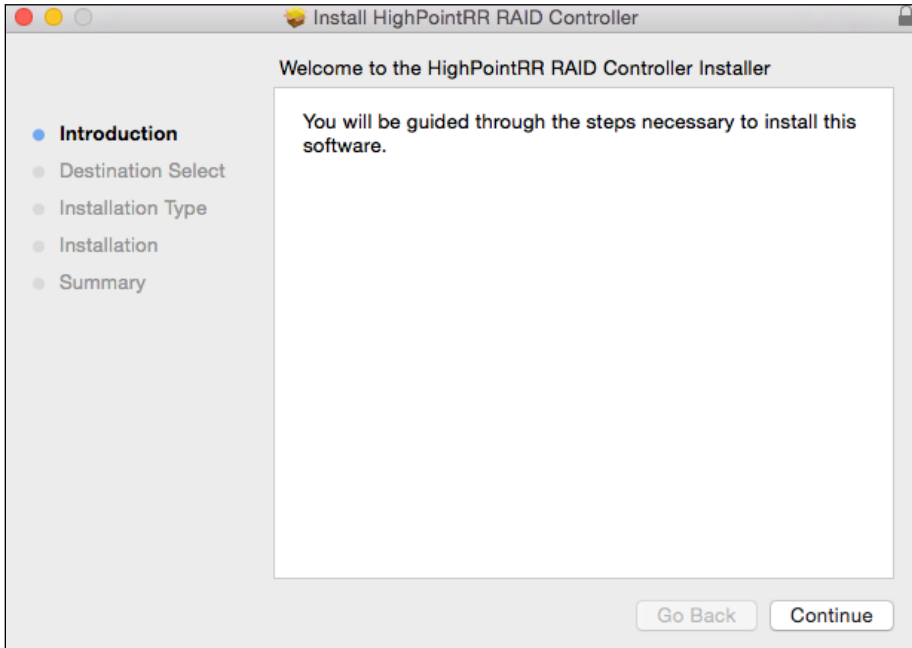 Install HighPointRR RAID Controller
Welcome to the HighPointRR RAID Controller Installer
Introduction
Destination Select
Installation Type
Installation
Summary
You will be guided through the steps necessary to install this
software.
Go Back
Continue